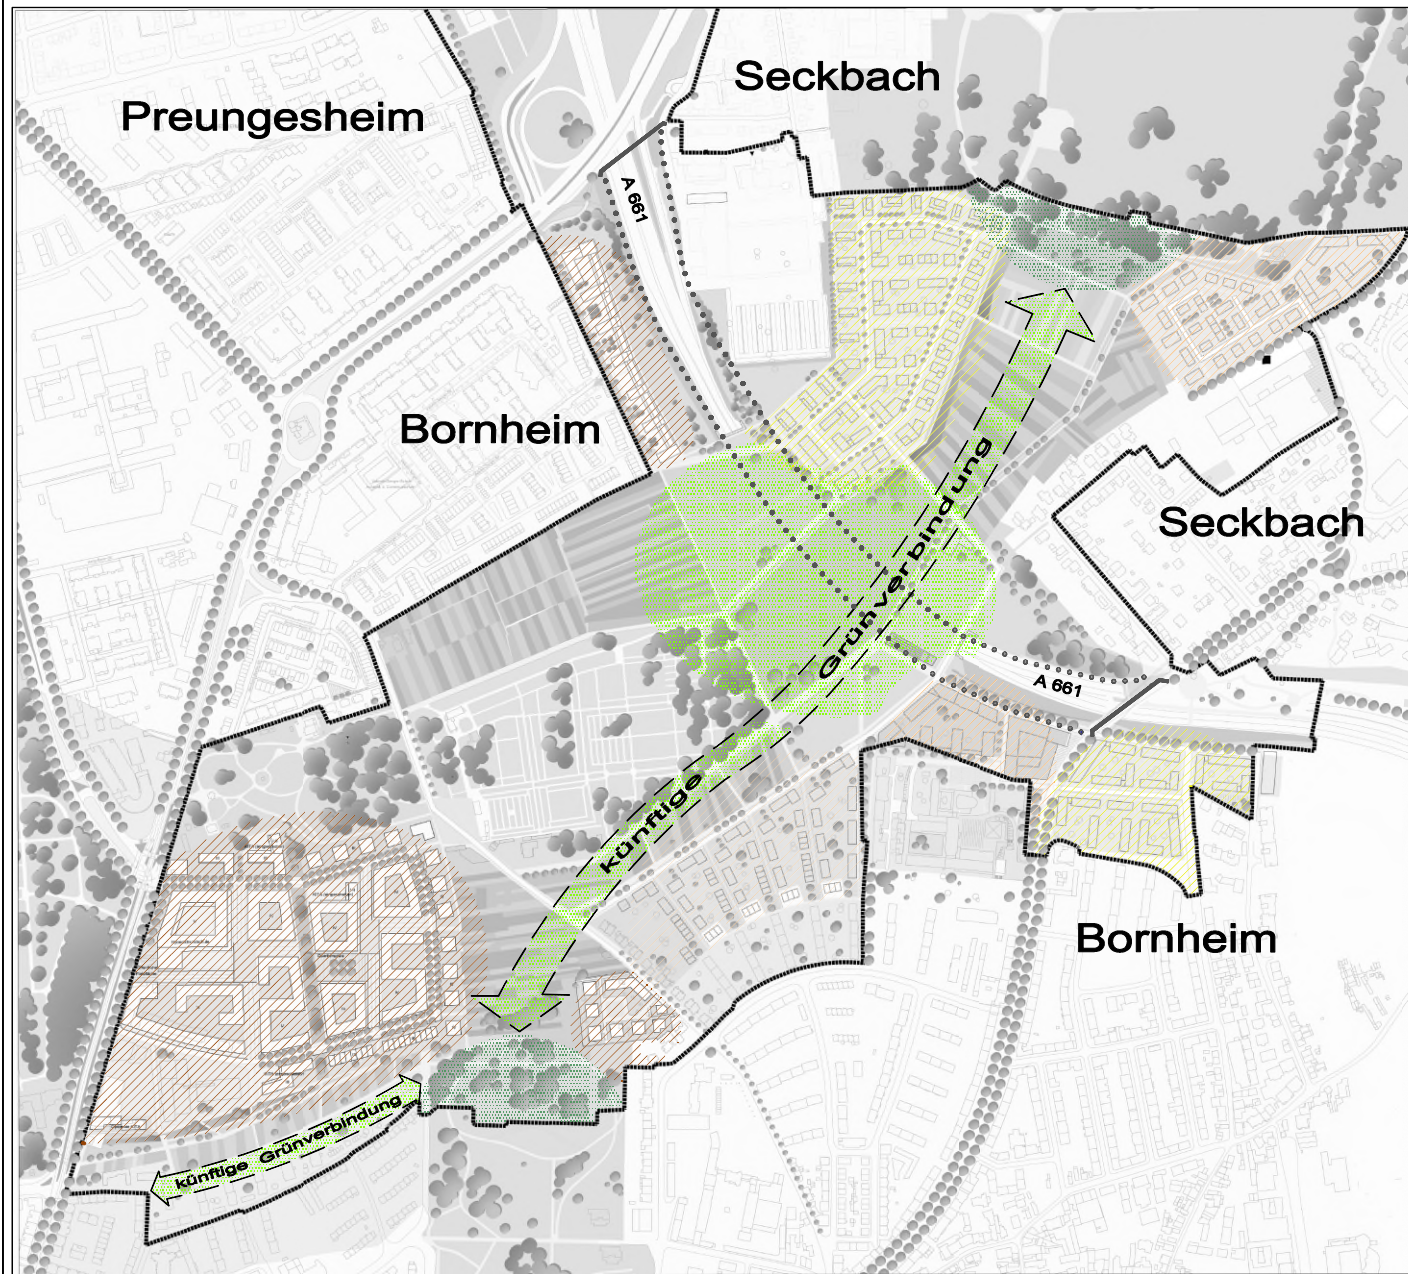 Seckbach
Preungesheim
A 661
Bornheim
Seckbach
künftige Grünverbindung
A 661
Bornheim
künftige Grünverbindung